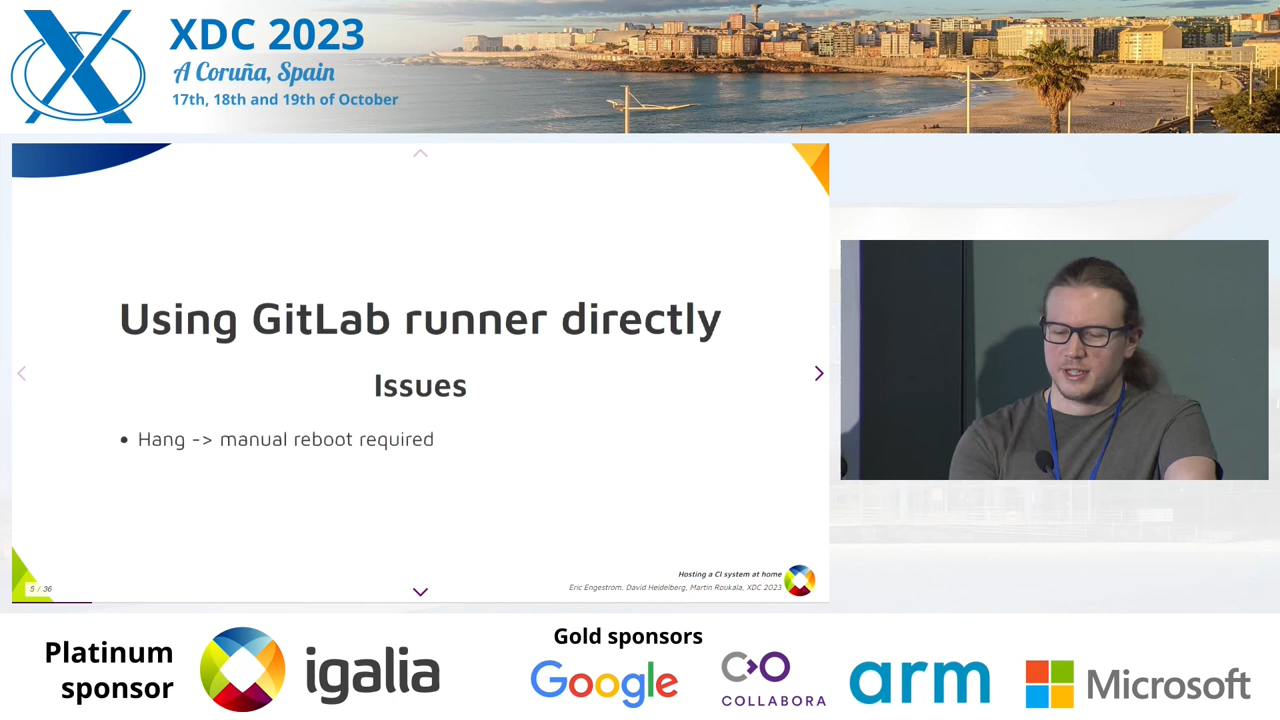 XDC 2023
A Coruña, Spain
17th, 18th and 19th of October
Using GitLab runner directly
Issues
• Hang -> manual reboot required
5 / 36
Hosting a CI system at home
Eric Engestrom, David Heidelberg, Martin Roukala, XDC 2023
Platinum
sponsor
igalia
Gold sponsors
Google
COLLABORA
arm
Microsoft